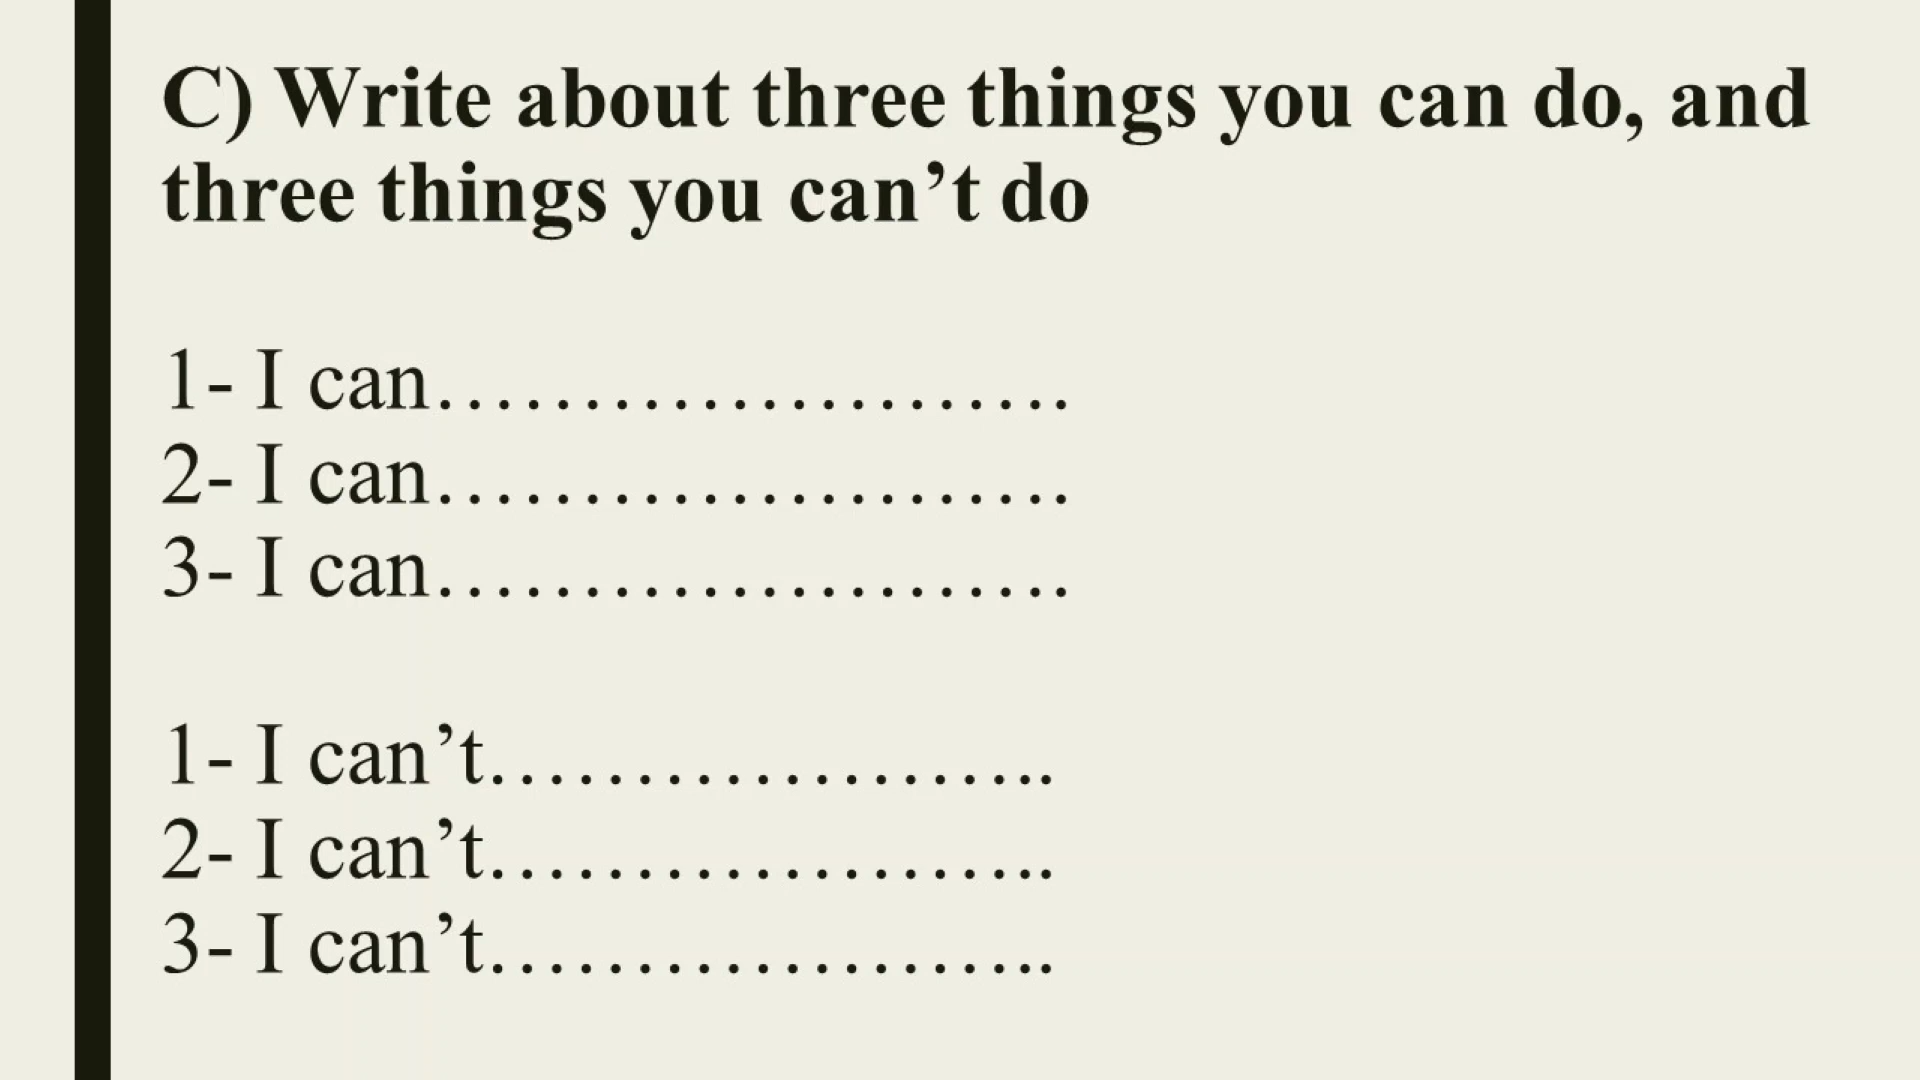 C) Write about three things you can do, and
three things you can’t do
1- I can…………………….
2- I can…………………….
3- I can…………………….
1- I can’t…………………..
2- I can’t…………………..
3- I can’t…………………..